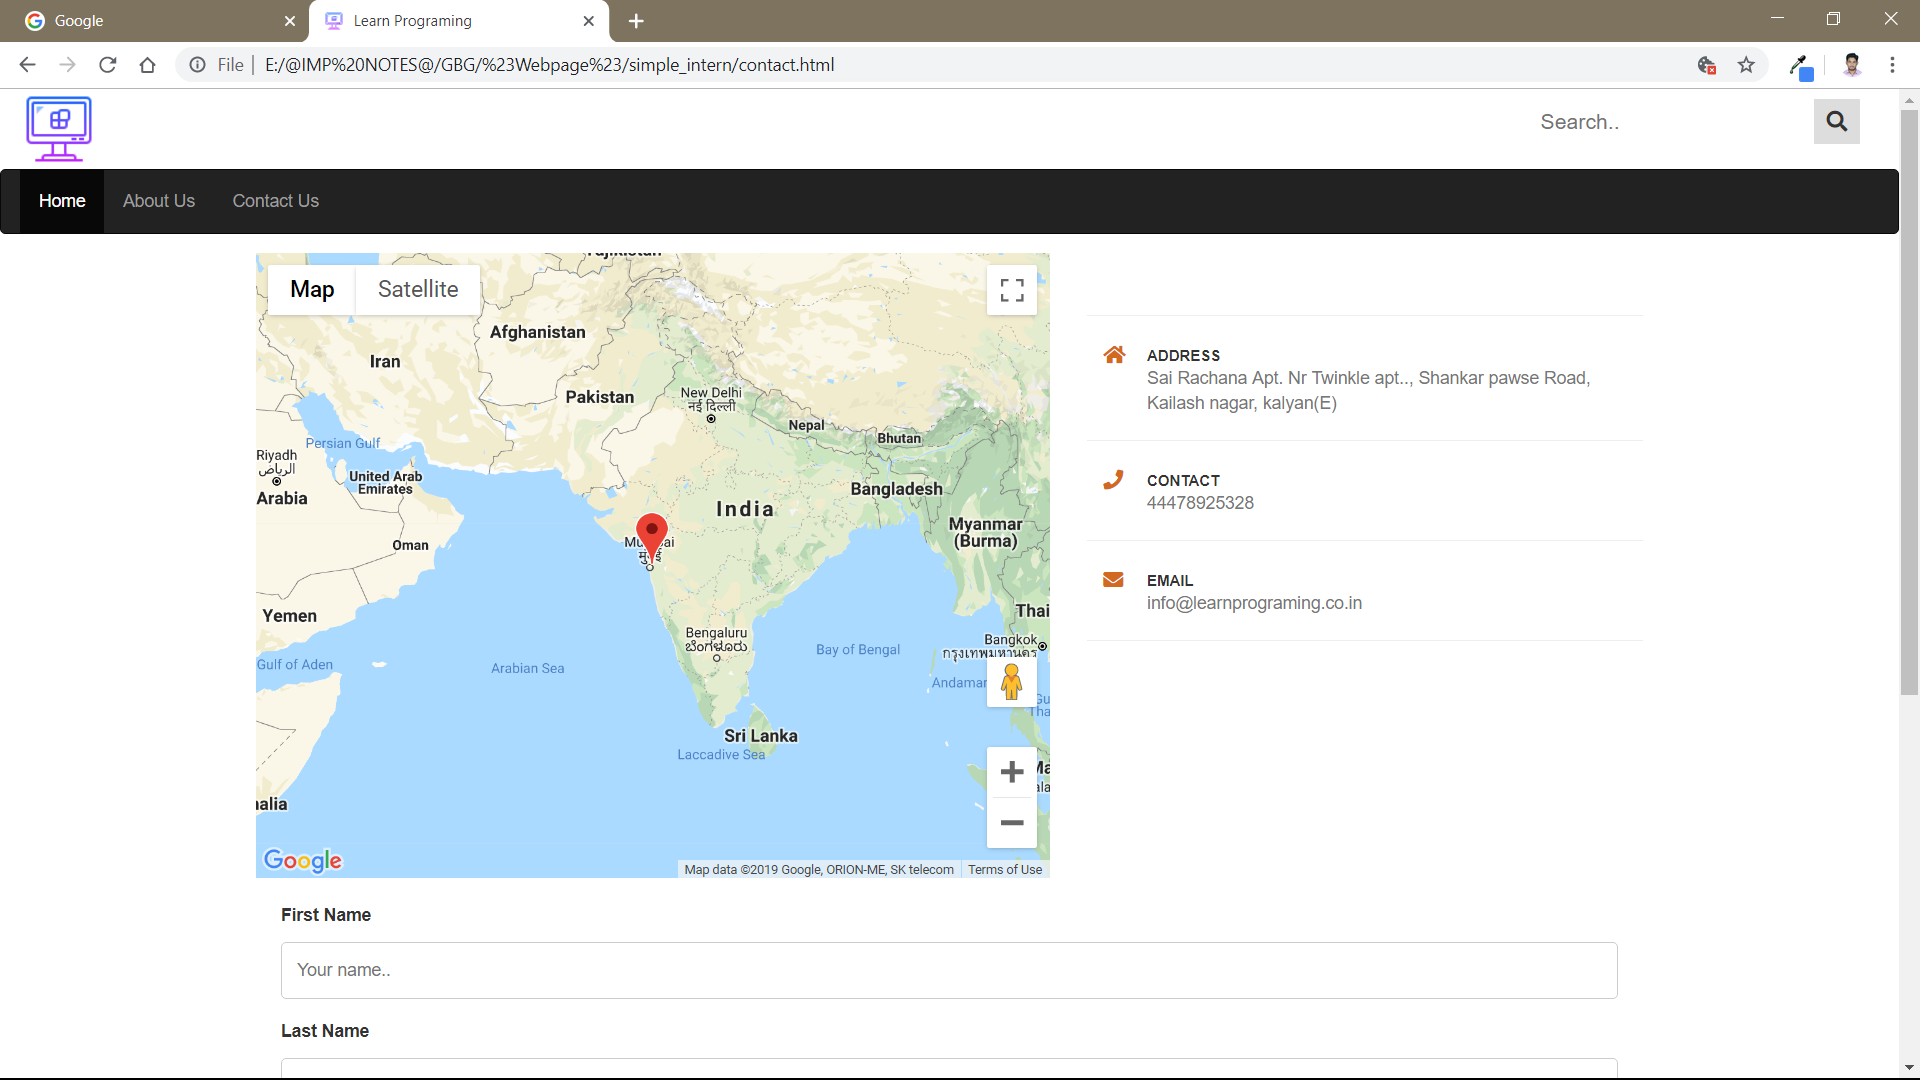 Google
Learn Programing
File
E:/@IMP%20NOTES@/GBG/%23Webpage%23/simple_intern/contact.html
Search..
Home
About Us
Contact Us
Map
Satellite
Afghanistan
Iran
Pakistan
New Delhi
नई दिल्ली
Nepal
Bhutan
Persian Gulf
Riyadh
الرياض
United Arab
Emirates
Arabia
Bangladesh
India
Myanmar
(Burma)
Oman
Yemen
Thai
Bengaluru
ಬೆಂಗಳೂರು
Bangkok
กรุงเทพมหานคร
Bay of Bengal
Gulf of Aden
Arabian Sea
Andaman
Sri Lanka
Laccadive Sea
alia
Google
Map data ©2019 Google, ORION-ME, SK telecom
Terms of Use
ADDRESS
Sai Rachana Apt. Nr Twinkle apt.., Shankar pawse Road,
Kailash nagar, kalyan(E)
CONTACT
44478925328
EMAIL
info@learnprograming.co.in
First Name
Your name..
Last Name